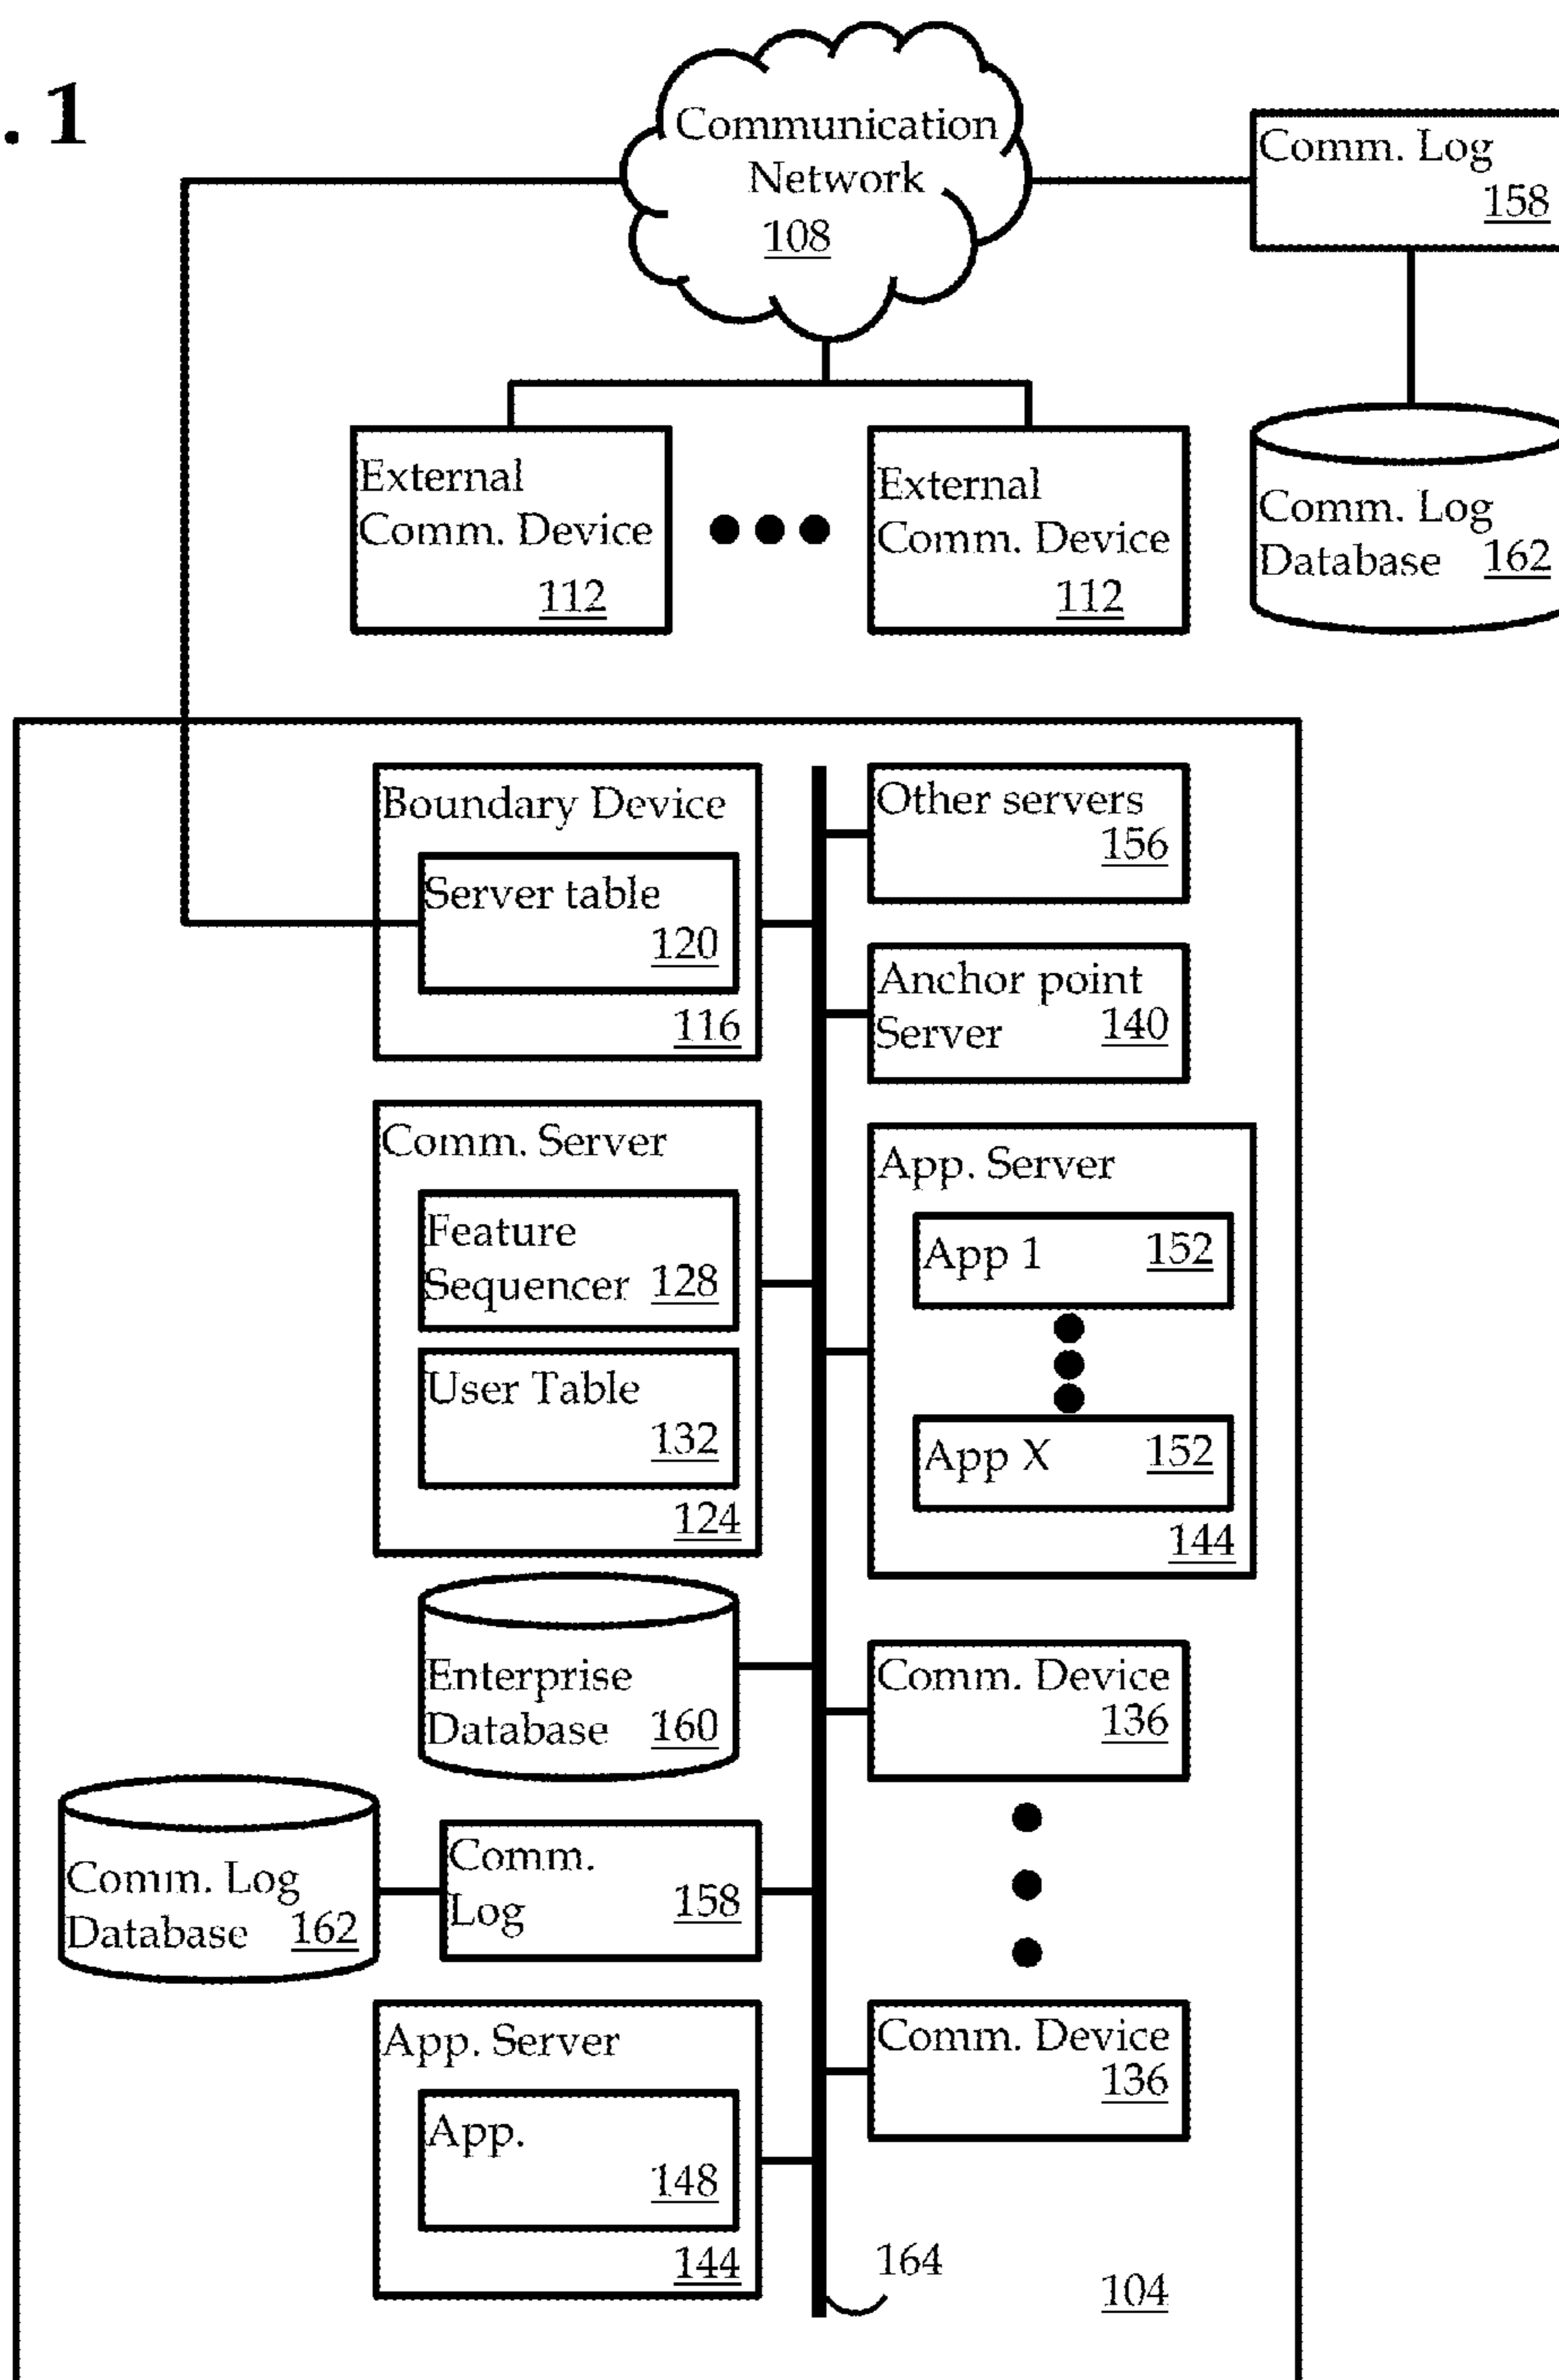 . 1
Communication
Network
108
Comm. Log
158
External
Comm. Device
112
External
Comm. Device
112
Comm. Log
Database 162
Boundary Device
Server table
120
116
Other servers
156
Anchor point
Server 140
Comm. Server
Feature
Sequencer 128
User Table
132
124
App. Server
App 1 152
App X 152
144
Enterprise
Database 160
Comm. Device
136
Comm. Log
Database 162
Comm.
Log 158
App. Server
App.
148
144
Comm. Device
136
164
104